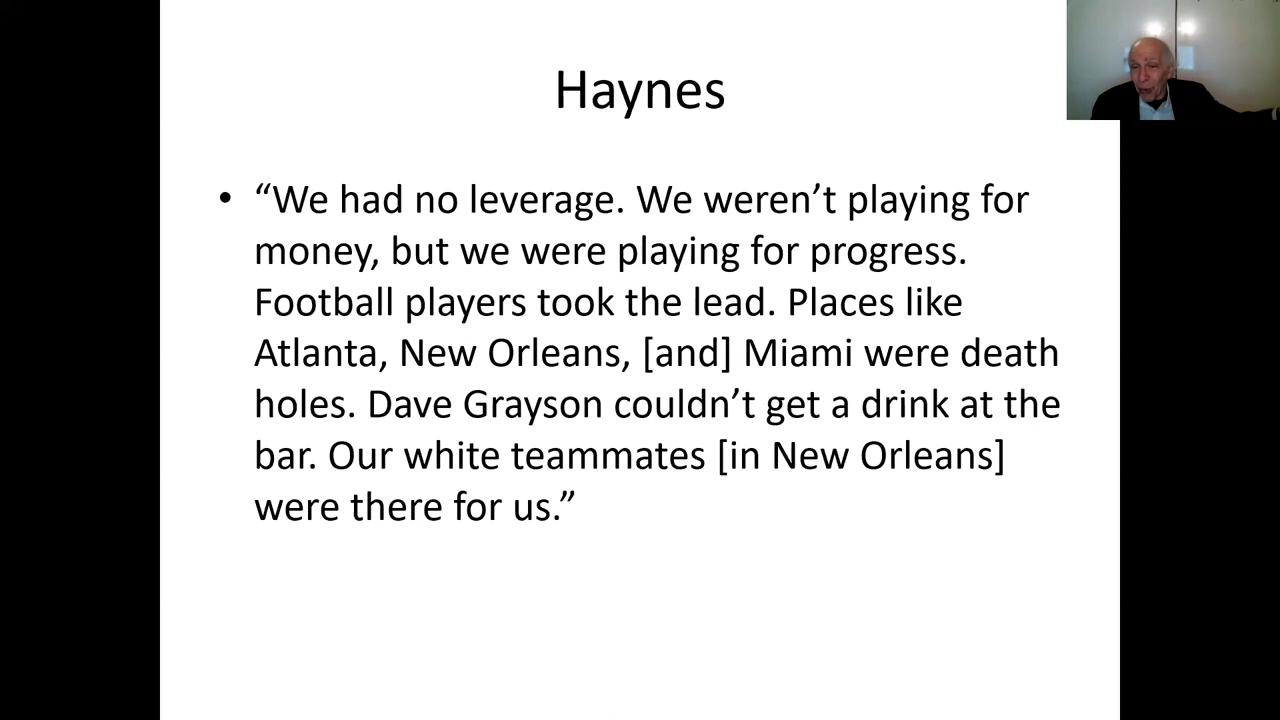 Haynes
• “We had no leverage. We weren’t playing for
money, but we were playing for progress.
Football players took the lead. Places like
Atlanta, New Orleans, [and] Miami were death
holes. Dave Grayson couldn’t get a drink at the
bar. Our white teammates [in New Orleans]
were there for us.”